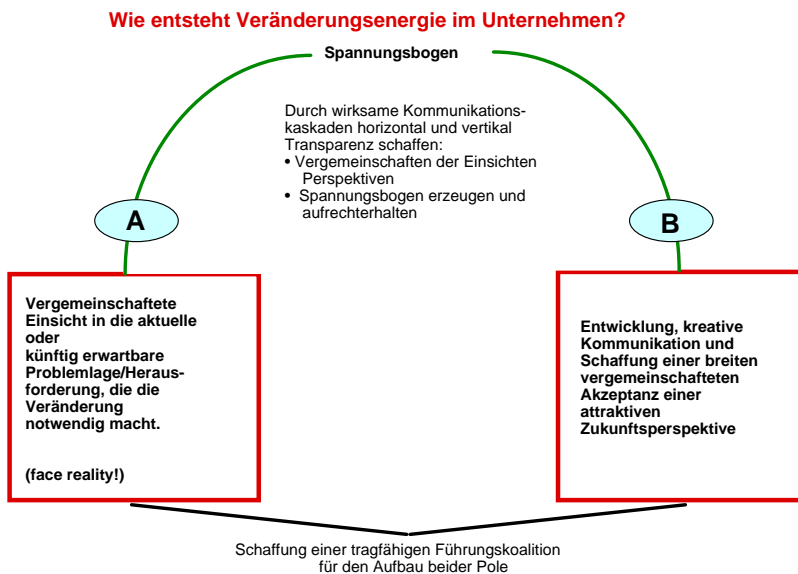 Wie entsteht Veränderungsenergie im Unternehmen?
Spannungsbogen
Durch wirksame Kommunikations-
kaskaden horizontal und vertikal
Transparenz schaffen:
• Vergemeinschaften der Einsichten
Perspektiven
• Spannungsbogen erzeugen und
aufrechterhalten
A
B
Vergemeinschaftete
Einsicht in die aktuelle
oder
künftig erwartbare
Problemlage/Heraus-
forderung, die die
Veränderung
notwendig macht.
(face reality!)
Entwicklung, kreative
Kommunikation und
Schaffung einer breiten
vergemeinschafteten
Akzeptanz einer
attraktiven
Zukunftsperspektive
Schaffung einer tragfähigen Führungskoalition
für den Aufbau beider Pole